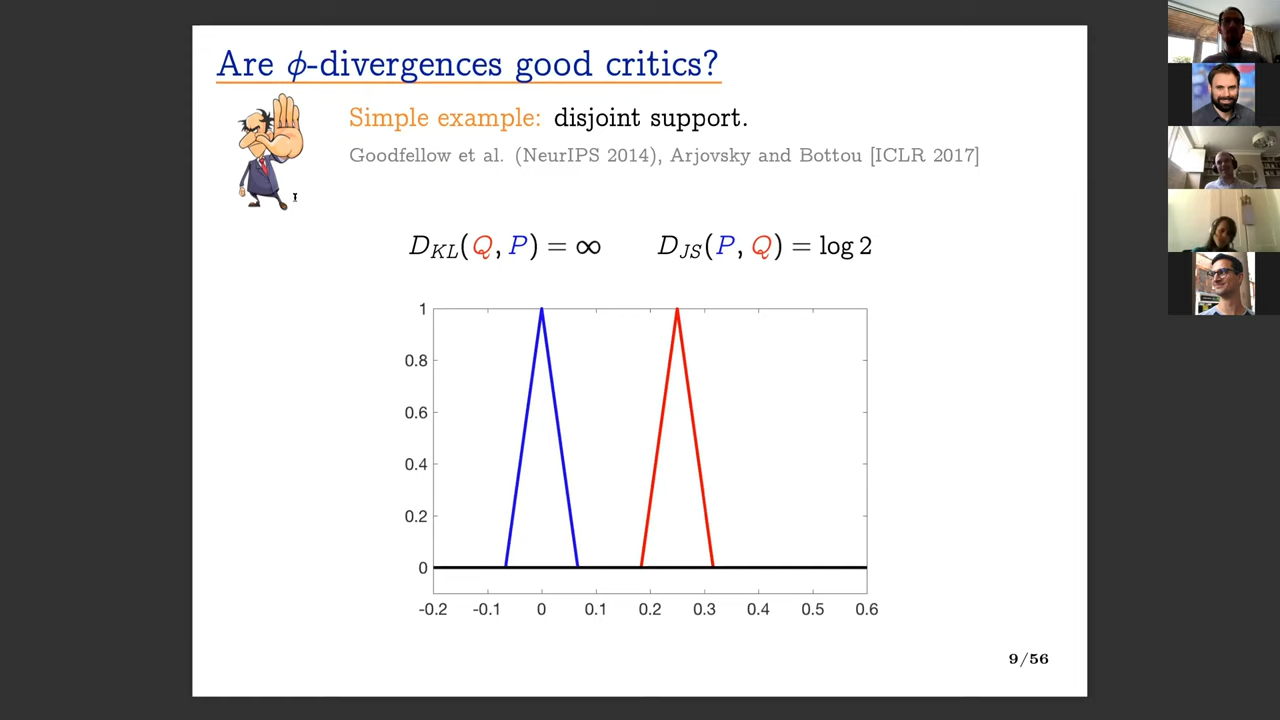 Are ϕ-divergences good critics?
Simple example: disjoint support.
Goodfellow et al. (NeurIPS 2014), Arjovsky and Bottou [ICLR 2017]
D_KL(Q, P) = ∞ D_JS(P, Q) = log 2
1
0.8
0.6
0.4
0.2
0
-0.2 -0.1 0 0.1 0.2 0.3 0.4 0.5 0.6
9/56